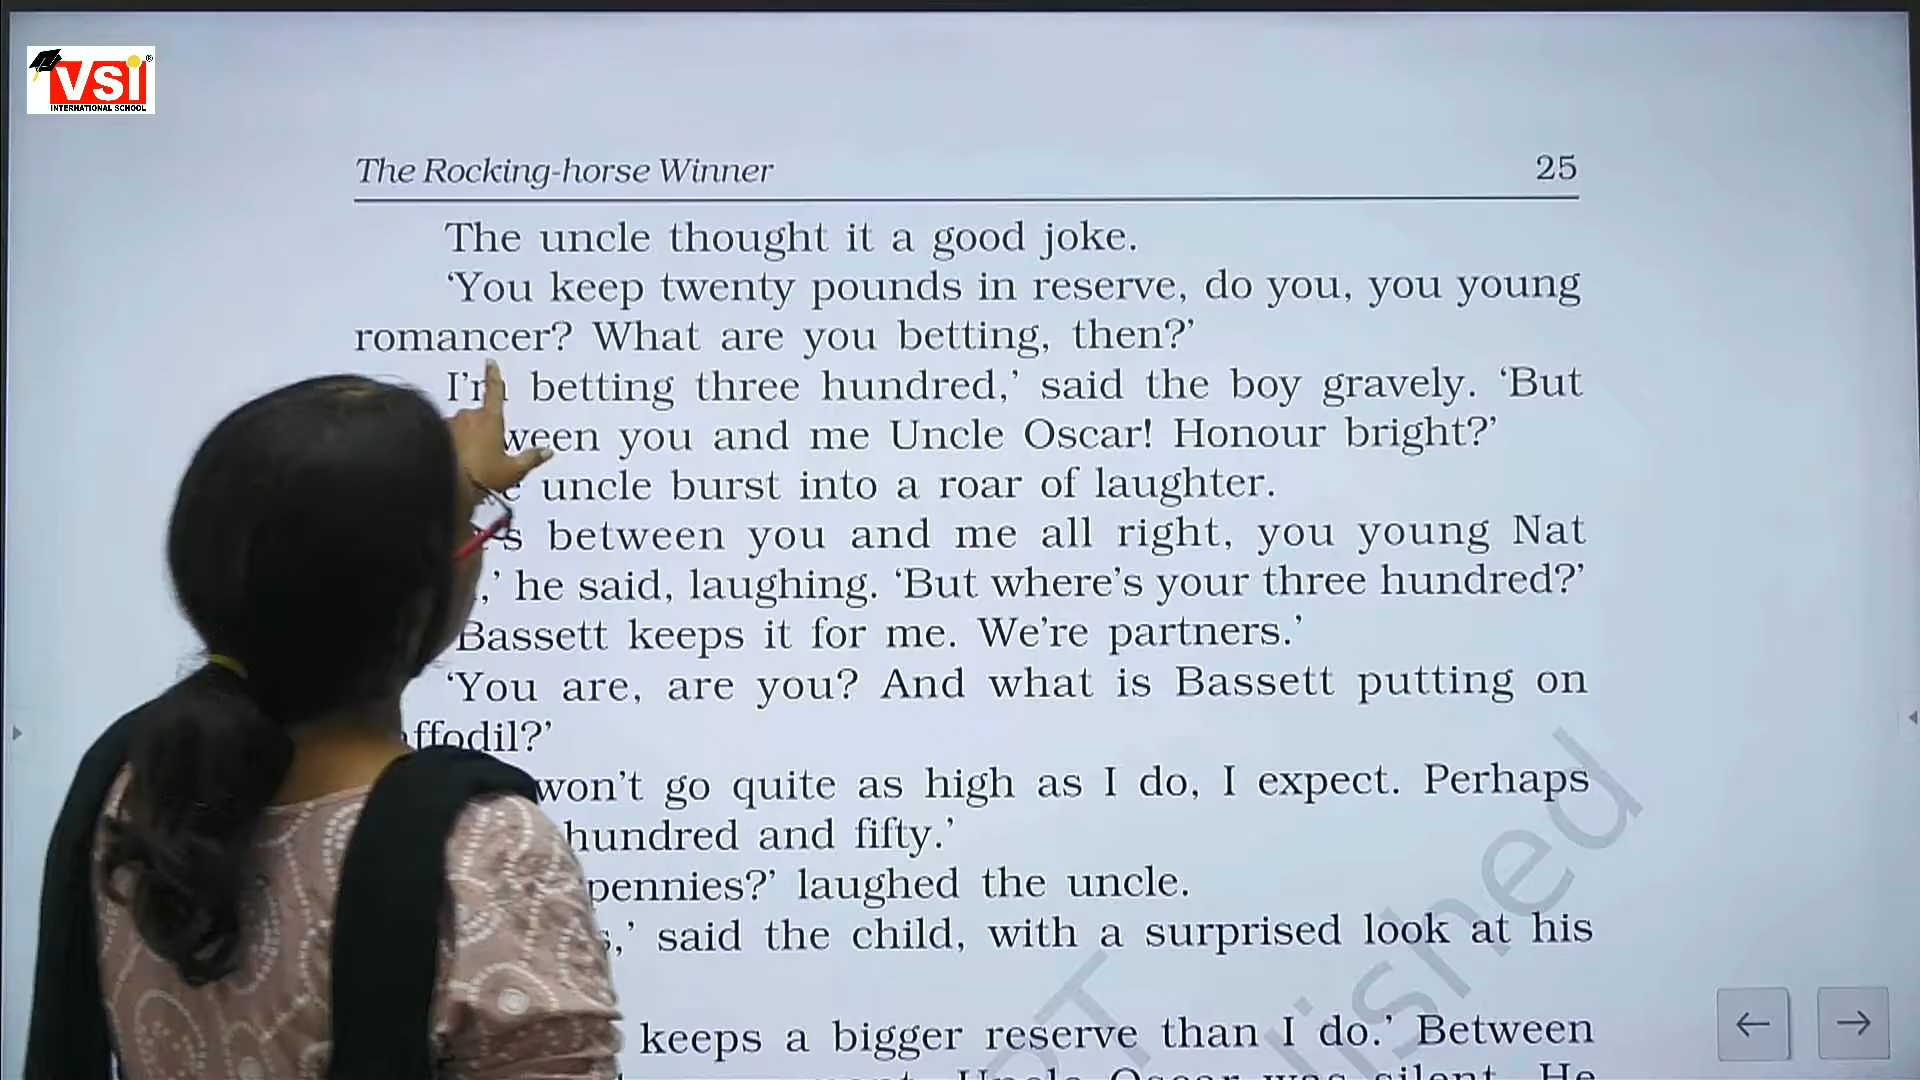 VSI
INTERNATIONAL SCHOOL
The Rocking-horse Winner 25
The uncle thought it a good joke.
‘You keep twenty pounds in reserve, do you, you young
romancer? What are you betting, then?’
I’m betting three hundred,’ said the boy gravely. ‘But
ween you and me Uncle Oscar! Honour bright?’
uncle burst into a roar of laughter.
between you and me all right, you young Nat
,’ he said, laughing. ‘But where’s your three hundred?’
Bassett keeps it for me. We’re partners.’
‘You are, are you? And what is Bassett putting on
ffodil?’
won’t go quite as high as I do, I expect. Perhaps
hundred and fifty.’
pennies?’ laughed the uncle.
,’ said the child, with a surprised look at his
keeps a bigger reserve than I do.’ Between
Uncle Oscar was silent. He
lished